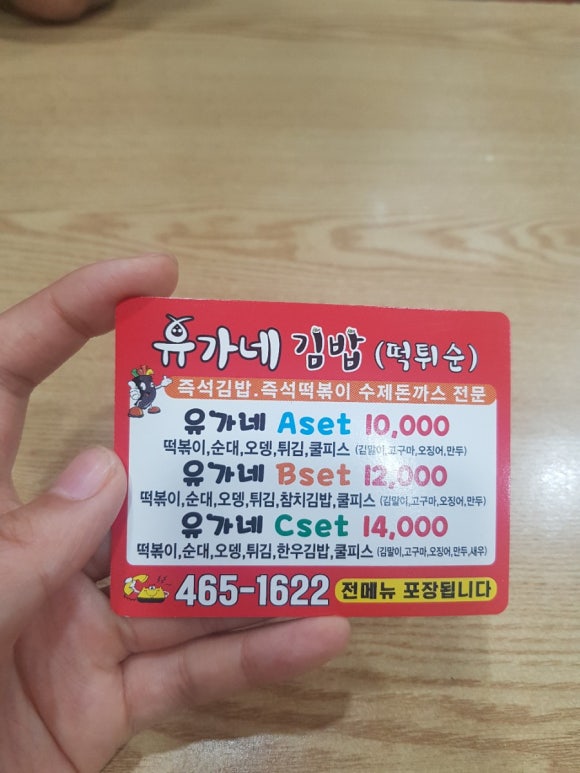 유가네 김밥 (떡튀순)
즉석김밥.즉석떡볶이 수제돈까스 전문
유가네 Aset 10,000
떡볶이,순대,오뎅,튀김,쿨피스 (김말이,고구마,오징어,만두)
유가네 Bset 12,000
떡볶이,순대,오뎅,튀김,참치김밥,쿨피스 (김말이,고구마,오징어,만두)
유가네 Cset 14,000
떡볶이,순대,오뎅,튀김,한우김밥,쿨피스 (김말이,고구마,오징어,만두,새우)
465-1622 전메뉴 포장됩니다